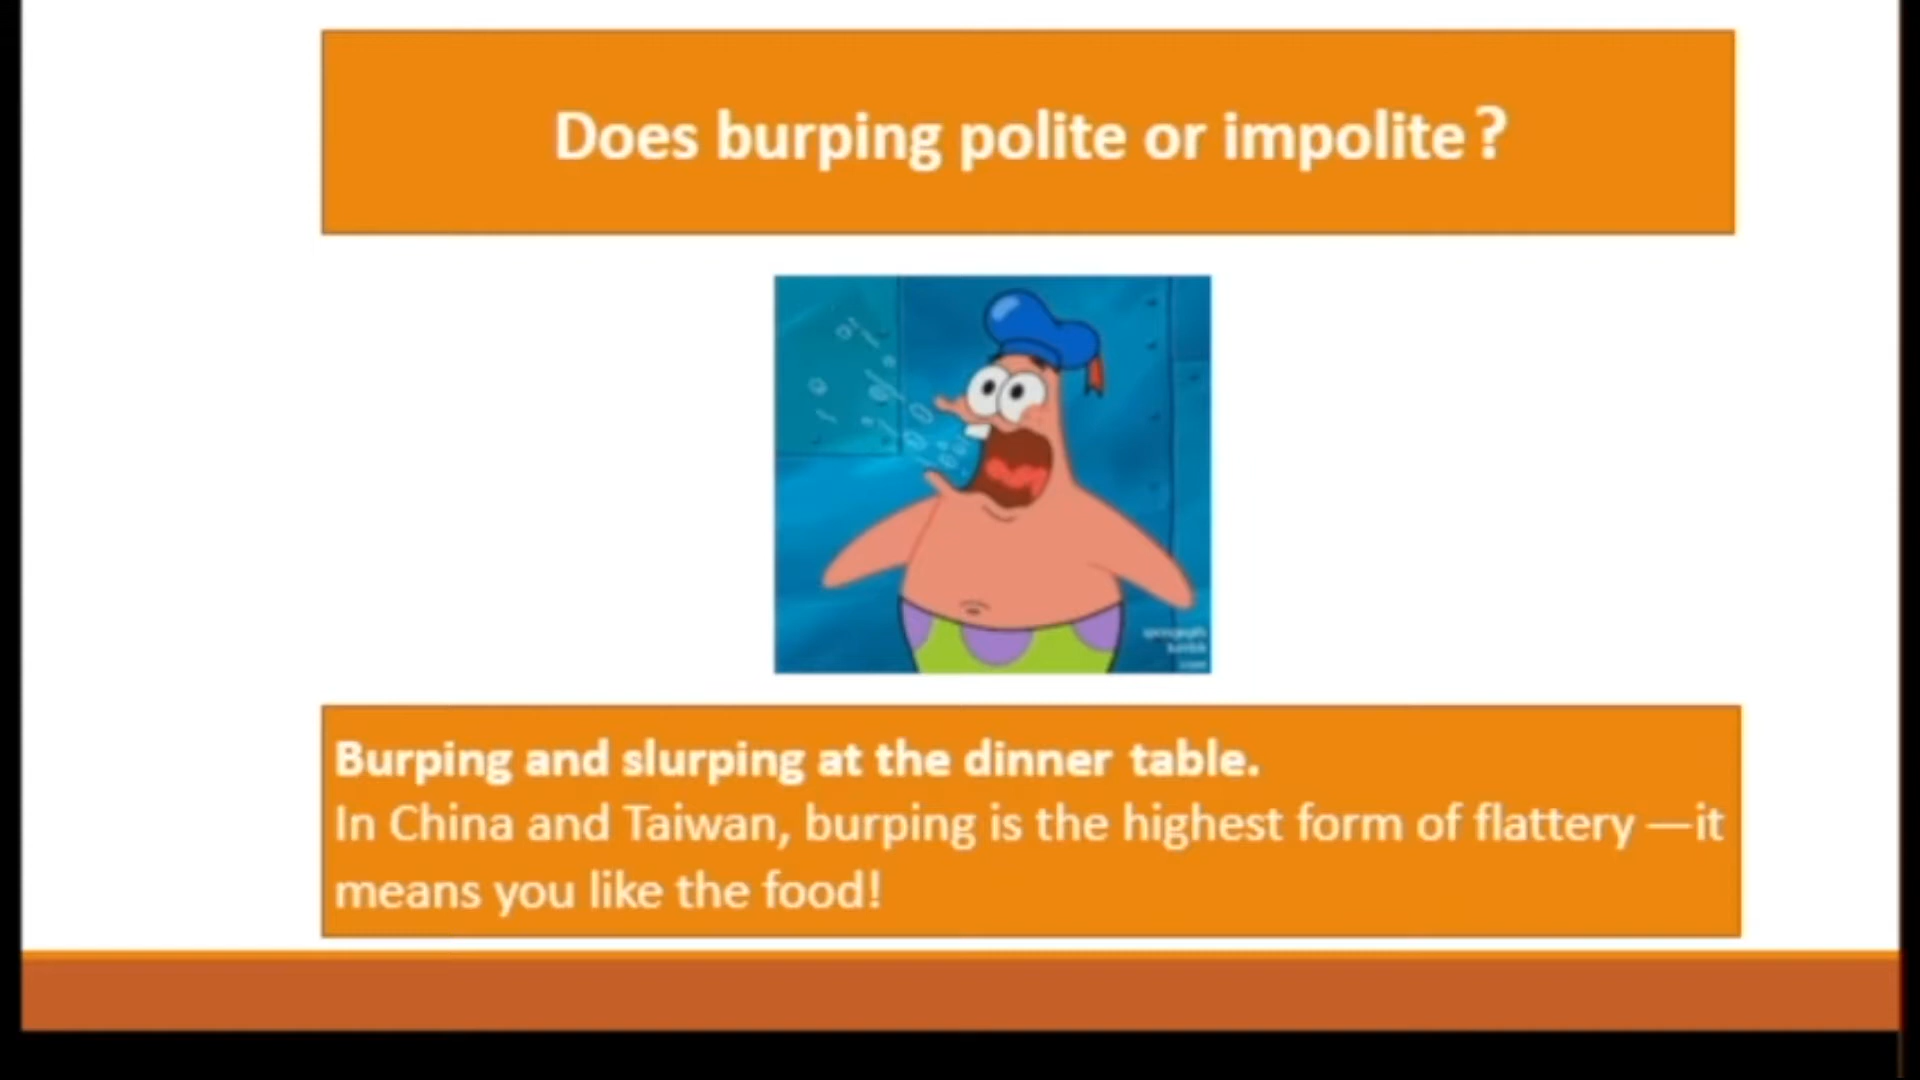 Does burping polite or impolite?
Burping and slurping at the dinner table.
In China and Taiwan, burping is the highest form of flattery —it
means you like the food!